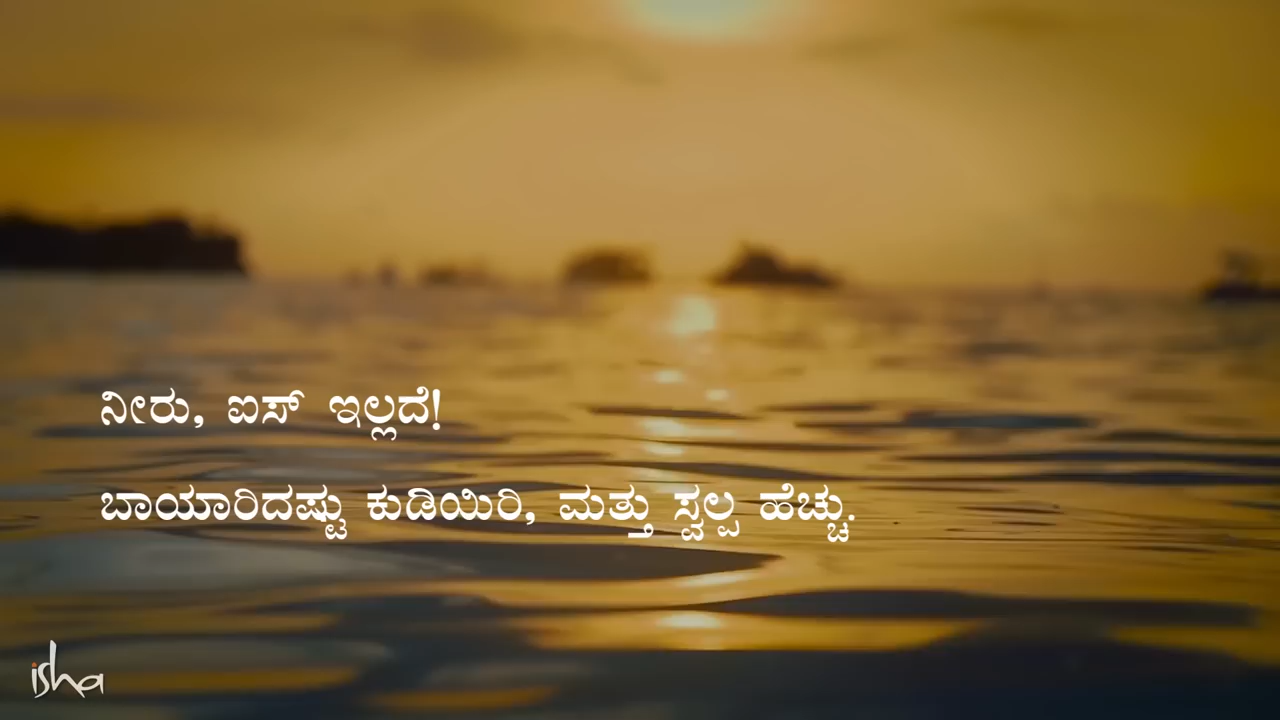 ನೀರು, ಐಸ್ ಇಲ್ಲದೆ!
ಬಾಯಾರಿದಷ್ಟು ಕುಡಿಯಿರಿ, ಮತ್ತು ಸ್ವಲ್ಪ ಹೆಚ್ಚು.
isha